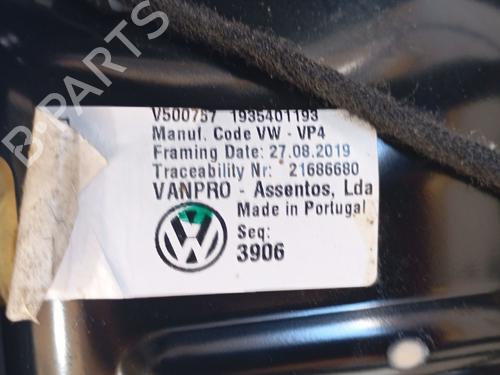 V500757 1935401193
Manuf. Code VW - VP4
Framing Date: 27.08.2019
Traceability Nr: 21686680
VANPRO - Assentos, Lda
Made in Portugal
Seq:
3906